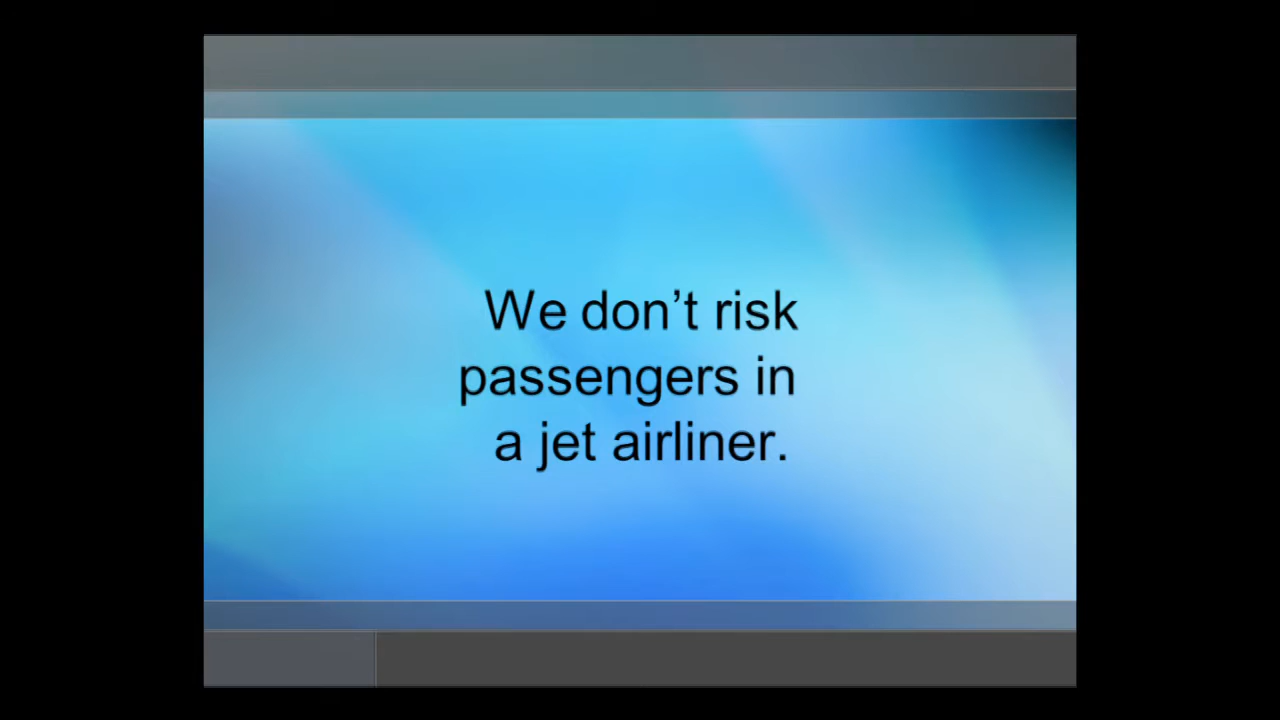 We don’t risk
passengers in
a jet airliner.